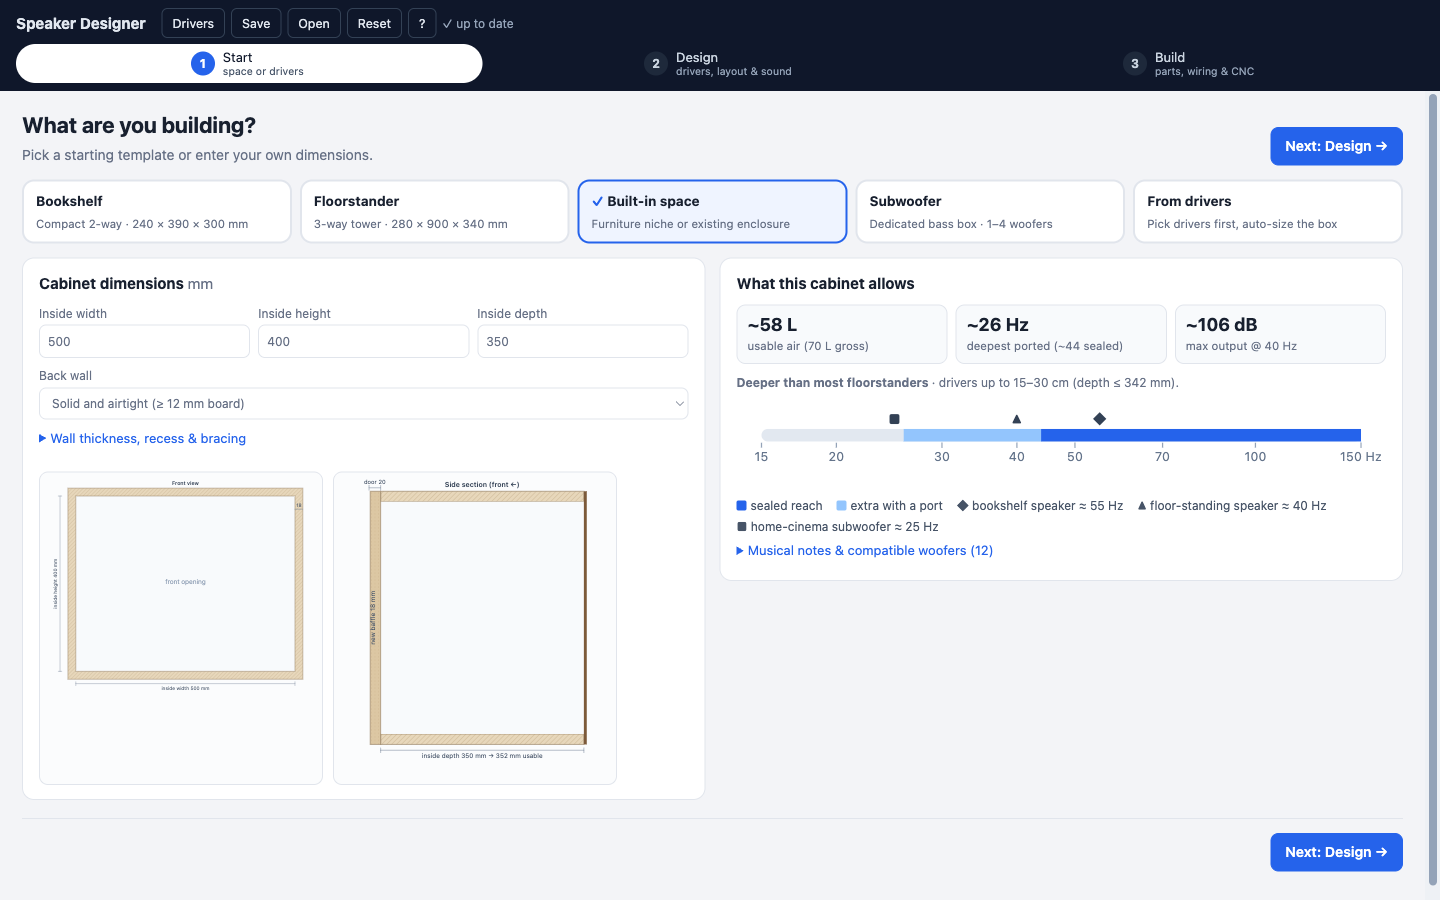 Speaker Designer
Drivers
Save
Open
Reset
?
✓ up to date
1
Start
space or drivers
2
Design
drivers, layout & sound
3
Build
parts, wiring & CNC
What are you building?
Pick a starting template or enter your own dimensions.
Next: Design →
Bookshelf
Compact 2-way · 240 × 390 × 300 mm
Floorstander
3-way tower · 280 × 900 × 340 mm
✓ Built-in space
Furniture niche or existing enclosure
Subwoofer
Dedicated bass box · 1–4 woofers
From drivers
Pick drivers first, auto-size the box
Cabinet dimensions mm
Inside width
Inside height
Inside depth
500
400
350
Back wall
Solid and airtight (≥ 12 mm board)
Wall thickness, recess & bracing
Front view
18
inside height 400 mm
front opening
inside width 500 mm
door 20
Side section (front ←)
new baffle 18 mm
inside depth 350 mm → 352 mm usable
What this cabinet allows
~58 L
usable air (70 L gross)
~26 Hz
deepest ported (~44 sealed)
~106 dB
max output @ 40 Hz
Deeper than most floorstanders · drivers up to 15–30 cm (depth ≤ 342 mm).
15 20 30 40 50 70 100 150 Hz
sealed reach extra with a port bookshelf speaker ≈ 55 Hz floor-standing speaker ≈ 40 Hz
home-cinema subwoofer ≈ 25 Hz
Musical notes & compatible woofers (12)
Next: Design →